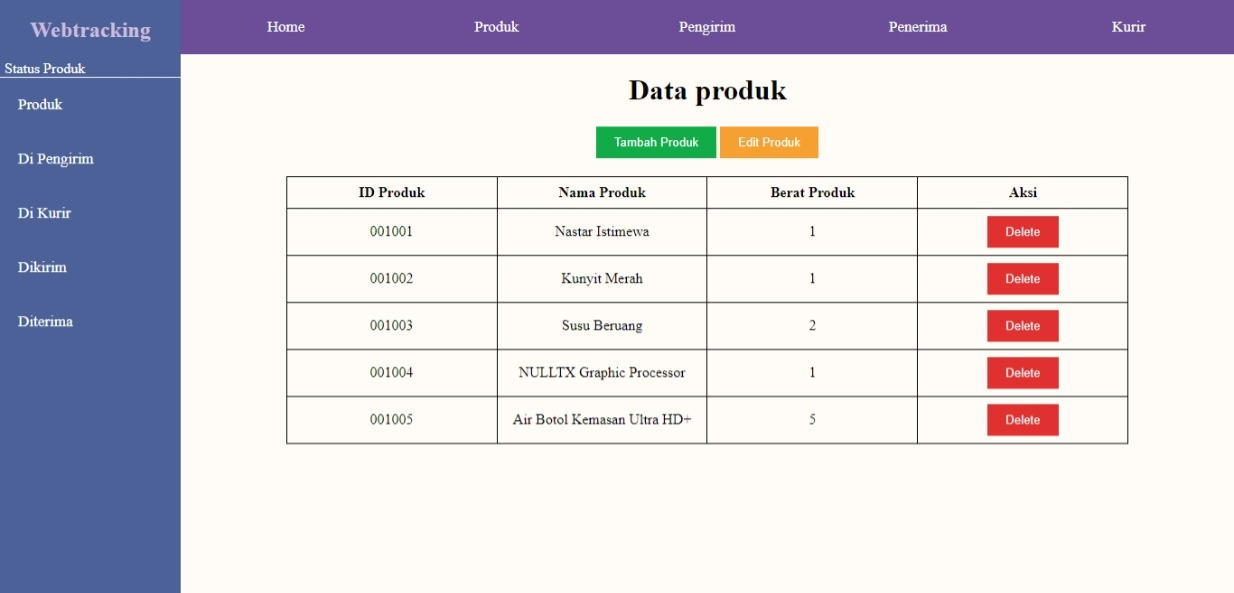 Webtracking
Home Produk Pengirim Penerima Kurir
Status Produk
Produk
Di Pengirim
Di Kurir
Dikirim
Diterima
Data produk
Tambah Produk Edit Produk
ID Produk Nama Produk Berat Produk Aksi
001001 Nastar Istimewa 1 Delete
001002 Kunyit Merah 1 Delete
001003 Susu Beruang 2 Delete
001004 NULLTX Graphic Processor 1 Delete
001005 Air Botol Kemasan Ultra HD+ 5 Delete